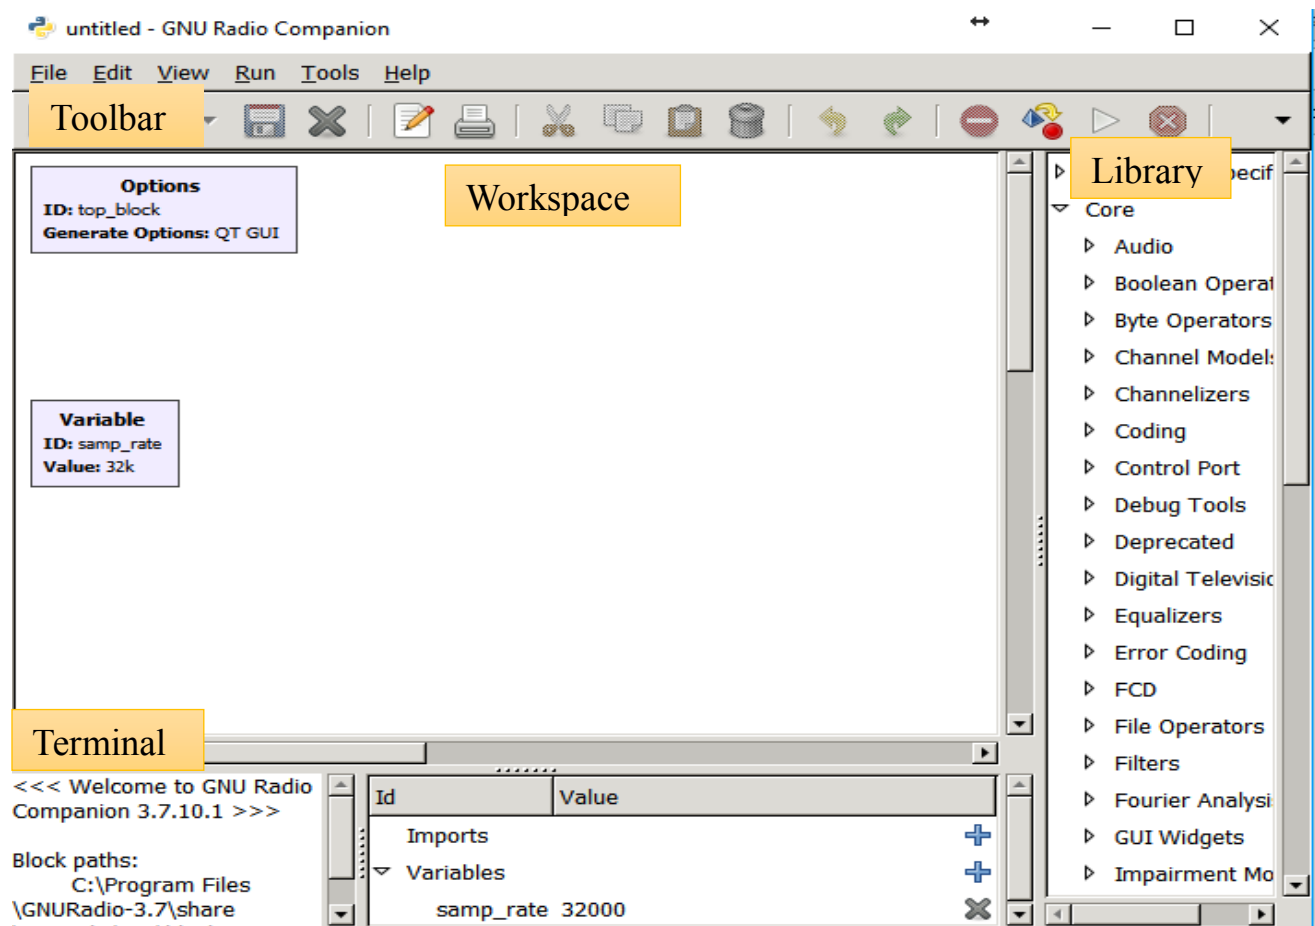 untitled - GNU Radio Companion
File Edit View Run Tools Help
Toolbar
Options
ID: top_block
Generate Options: QT GUI
Workspace
Variable
ID: samp_rate
Value: 32k
Library
Core
Audio
Boolean Operat
Byte Operators
Channel Models
Channelizers
Coding
Control Port
Debug Tools
Deprecated
Digital Televisio
Equalizers
Error Coding
FCD
File Operators
Filters
Fourier Analysi
GUI Widgets
Impairment Mo
Terminal
<<< Welcome to GNU Radio
Companion 3.7.10.1 >>>
Block paths:
C:\Program Files
\GNURadio-3.7\share
Id Value
Imports
Variables
samp_rate 32000